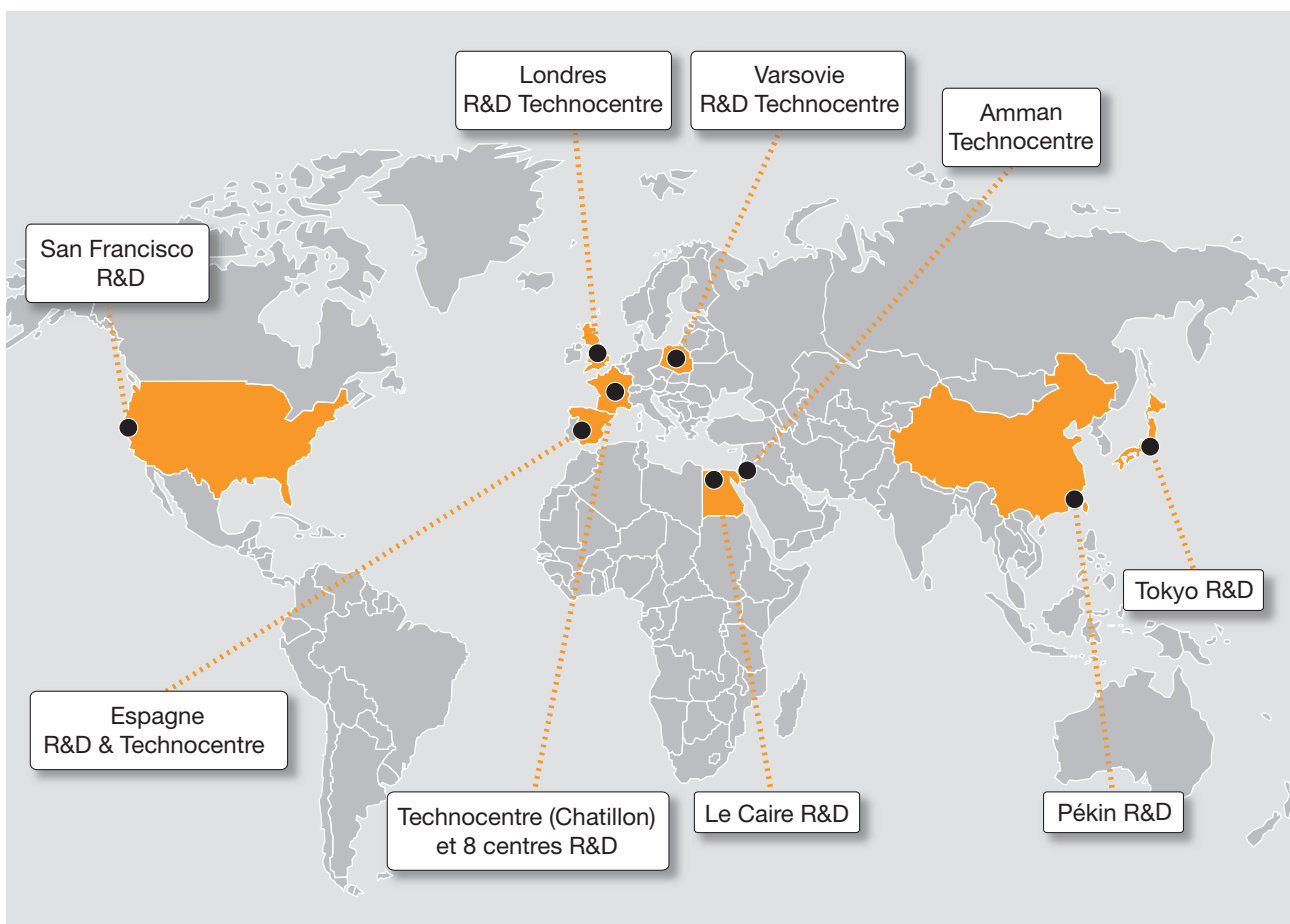 Londres
R&D Technocentre
Varsovie
R&D Technocentre
Amman
Technocentre
San Francisco
R&D
Tokyo R&D
Espagne
R&D & Technocentre
Technocentre (Chatillon)
et 8 centres R&D
Le Caire R&D
Pékin R&D